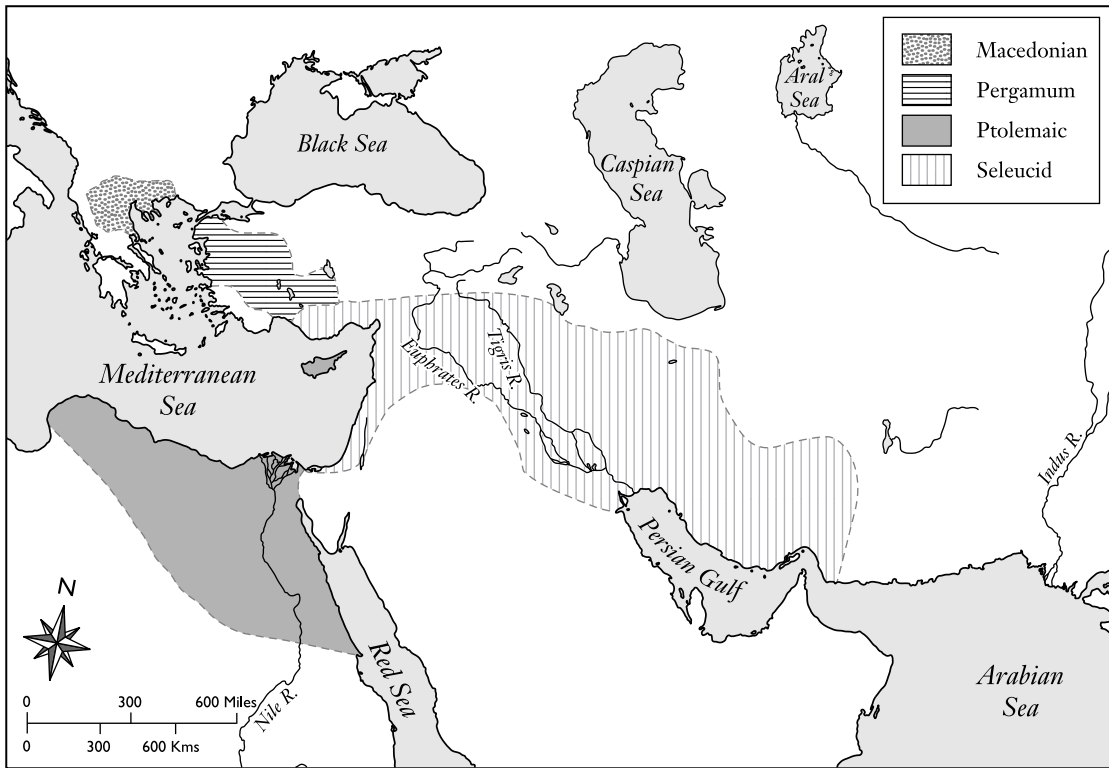 Macedonian
Pergamum
Ptolemaic
Seleucid
Aral
Sea
Black Sea
Caspian
Sea
Tigris R.
Euphrates R.
Mediterranean
Sea
Indus R.
Persian Gulf
N
Red Sea
Arabian
Sea
Nile R.
0 300 600 Miles
0 300 600 Kms